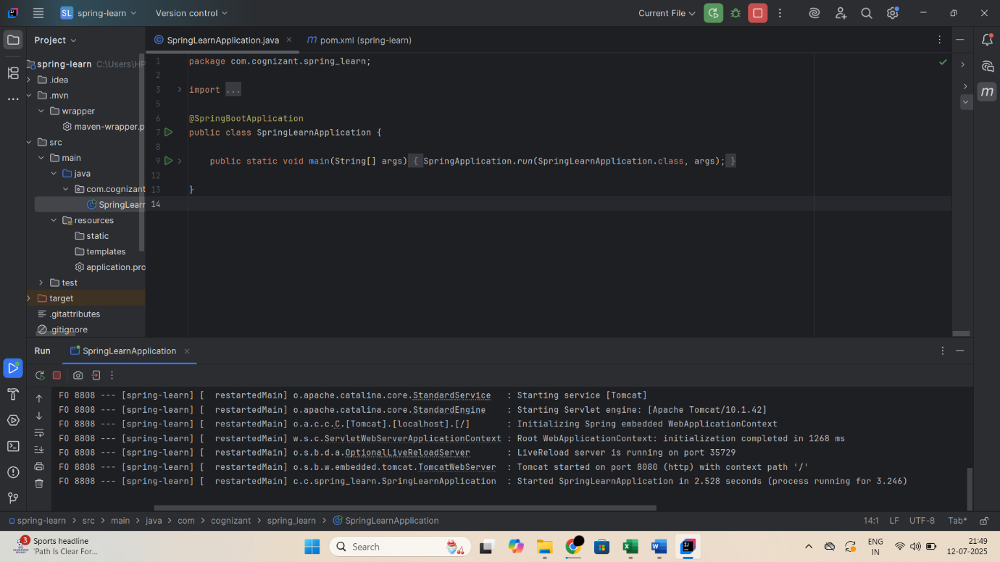 SL spring-learn Version control Current File
Project
SpringLearnApplication.java
m pom.xml (spring-learn)
spring-learn C:\Users\HP
.idea
.mvn
wrapper
maven-wrapper.p
src
main
java
com.cognizant
SpringLearn
resources
static
templates
application.pro
test
target
.gitattributes
.gitignore
1 package com.cognizant.spring_learn;
2
3 import ...
5
6 @SpringBootApplication
7 public class SpringLearnApplication {
8
9 public static void main(String[] args) { SpringApplication.run(SpringLearnApplication.class, args); }
12
13 }
14
m
Run SpringLearnApplication
FO 8808 --- [spring-learn] [  restartedMain] o.apache.catalina.core.StandardService   : Starting service [Tomcat]
FO 8808 --- [spring-learn] [  restartedMain] o.apache.catalina.core.StandardEngine    : Starting Servlet engine: [Apache Tomcat/10.1.42]
FO 8808 --- [spring-learn] [  restartedMain] o.a.c.c.C.[Tomcat].[localhost].[/]       : Initializing Spring embedded WebApplicationContext
FO 8808 --- [spring-learn] [  restartedMain] w.s.c.ServletWebServerApplicationContext : Root WebApplicationContext: initialization completed in 1268 ms
FO 8808 --- [spring-learn] [  restartedMain] o.s.b.d.a.OptionalLiveReloadServer       : LiveReload server is running on port 35729
FO 8808 --- [spring-learn] [  restartedMain] o.s.b.w.embedded.tomcat.TomcatWebServer  : Tomcat started on port 8080 (http) with context path '/'
FO 8808 --- [spring-learn] [  restartedMain] c.c.spring_learn.SpringLearnApplication  : Started SpringLearnApplication in 2.528 seconds (process running for 3.246)
spring-learn > src > main > java > com > cognizant > spring_learn > SpringLearnApplication 14:1 LF UTF-8 Tab*
3
Sports headline
'Path Is Clear For...
Search
ENG
IN
21:49
12-07-2025